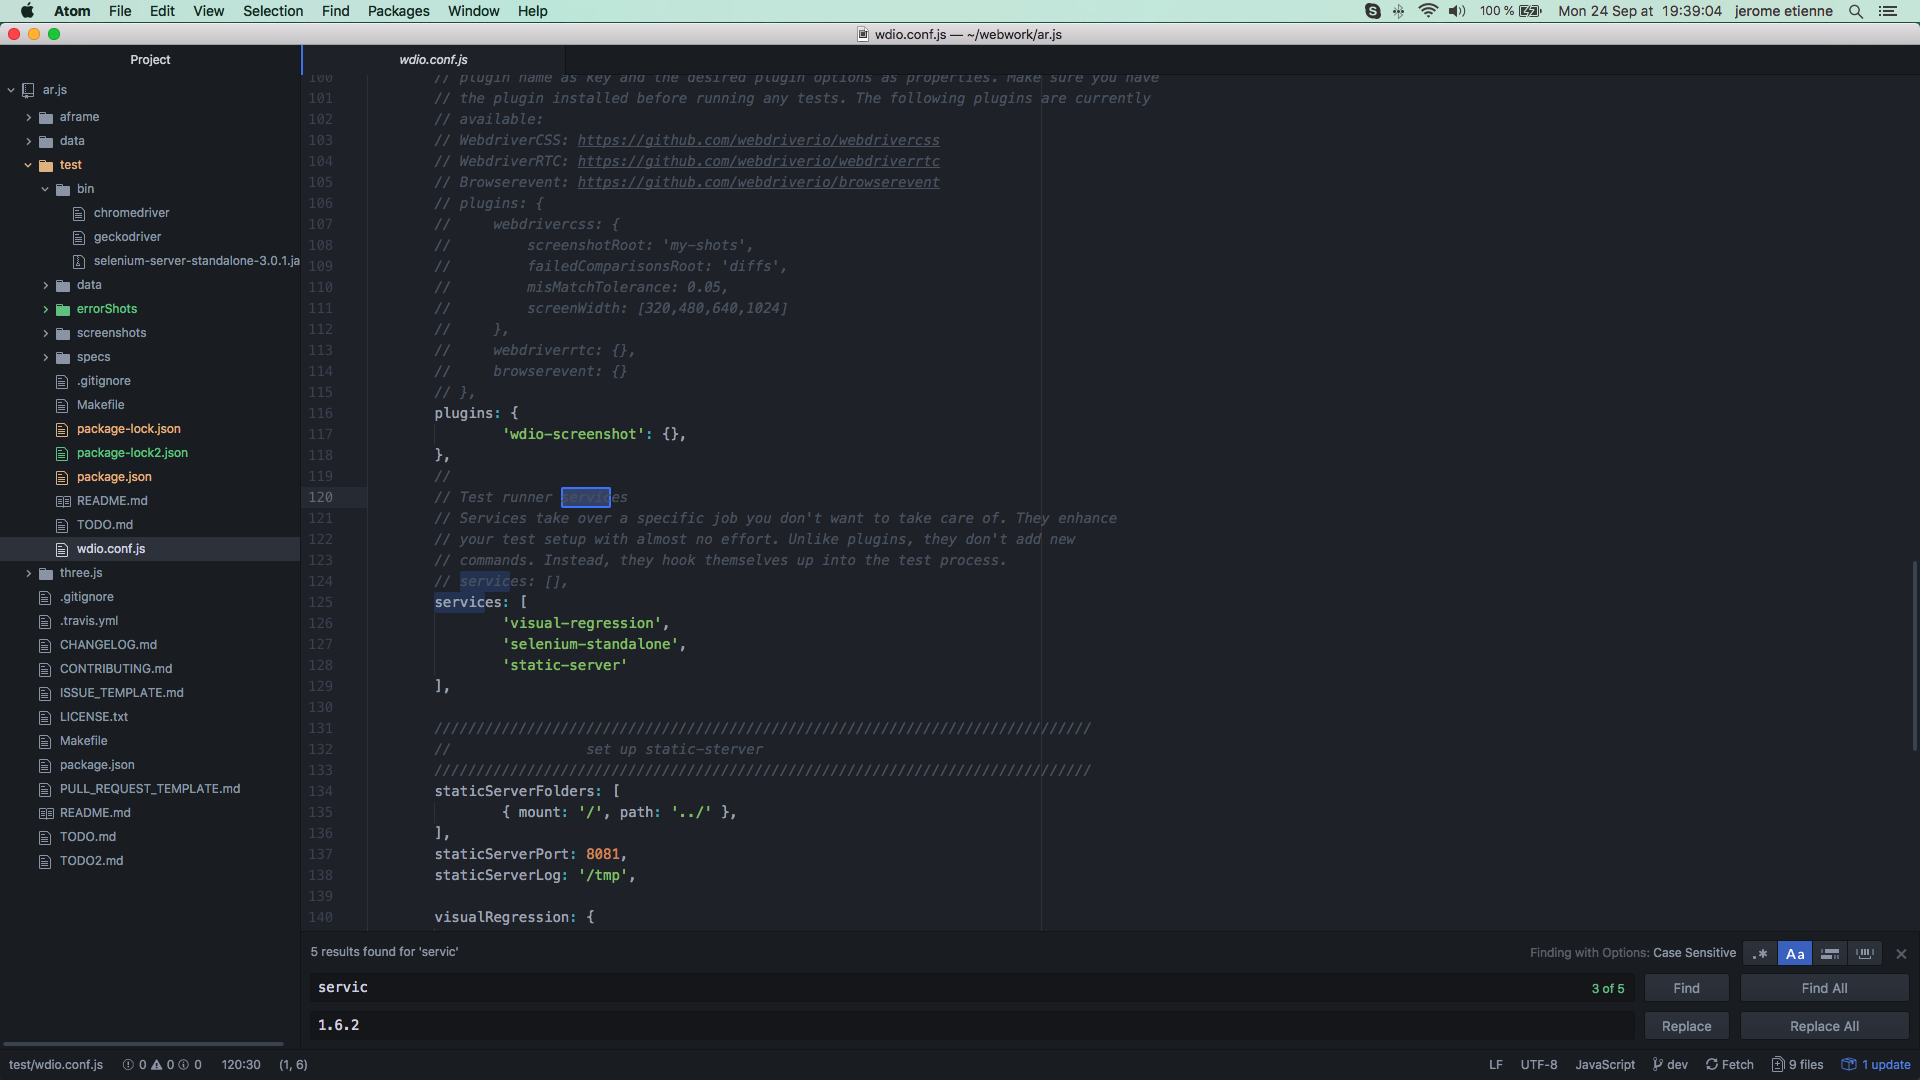 Atom File Edit View Selection Find Packages Window Help 100 % Mon 24 Sep at 19:39:04 jerome etienne
wdio.conf.js — ~/webwork/ar.js
Project
ar.js
aframe
data
test
bin
chromedriver
geckodriver
selenium-server-standalone-3.0.1.ja
data
errorShots
screenshots
specs
.gitignore
Makefile
package-lock.json
package-lock2.json
package.json
README.md
TODO.md
wdio.conf.js
three.js
.gitignore
.travis.yml
CHANGELOG.md
CONTRIBUTING.md
ISSUE_TEMPLATE.md
LICENSE.txt
Makefile
package.json
PULL_REQUEST_TEMPLATE.md
README.md
TODO.md
TODO2.md
wdio.conf.js
100 // plugin name as key and the desired plugin options as properties. Make sure you have
101 // the plugin installed before running any tests. The following plugins are currently
102 // available:
103 // WebdriverCSS: https://github.com/webdriverio/webdrivercss
104 // WebdriverRTC: https://github.com/webdriverio/webdriverrtc
105 // Browserevent: https://github.com/webdriverio/browserevent
106 // plugins: {
107 //     webdrivercss: {
108 //         screenshotRoot: 'my-shots',
109 //         failedComparisonsRoot: 'diffs',
110 //         misMatchTolerance: 0.05,
111 //         screenWidth: [320,480,640,1024]
112 //     },
113 //     webdriverrtc: {},
114 //     browserevent: {}
115 // },
116 plugins: {
117         'wdio-screenshot': {},
118 },
119 //
120 // Test runner services
121 // Services take over a specific job you don't want to take care of. They enhance
122 // your test setup with almost no effort. Unlike plugins, they don't add new
123 // commands. Instead, they hook themselves up into the test process.
124 // services: [],
125 services: [
126         'visual-regression',
127         'selenium-standalone',
128         'static-server'
129 ],
130
131 //////////////////////////////////////////////////////////////////////////////
132 //                set up static-sterver
133 //////////////////////////////////////////////////////////////////////////////
134 staticServerFolders: [
135         { mount: '/', path: '../' },
136 ],
137 staticServerPort: 8081,
138 staticServerLog: '/tmp',
139
140 visualRegression: {
5 results found for 'servic' Finding with Options: Case Sensitive .* Aa
servic 3 of 5 Find Find All
1.6.2 Replace Replace All
test/wdio.conf.js 0 0 0 120:30 (1, 6) LF UTF-8 JavaScript dev Fetch 9 files 1 update